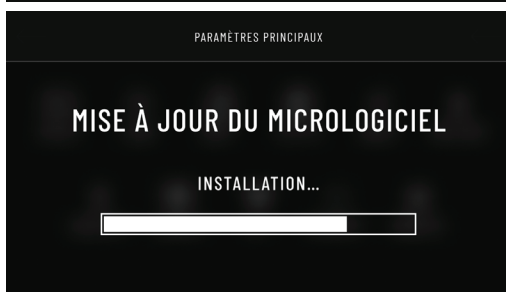 PARAMÈTRES PRINCIPAUX
MISE À JOUR DU MICROLOGICIEL
INSTALLATION...